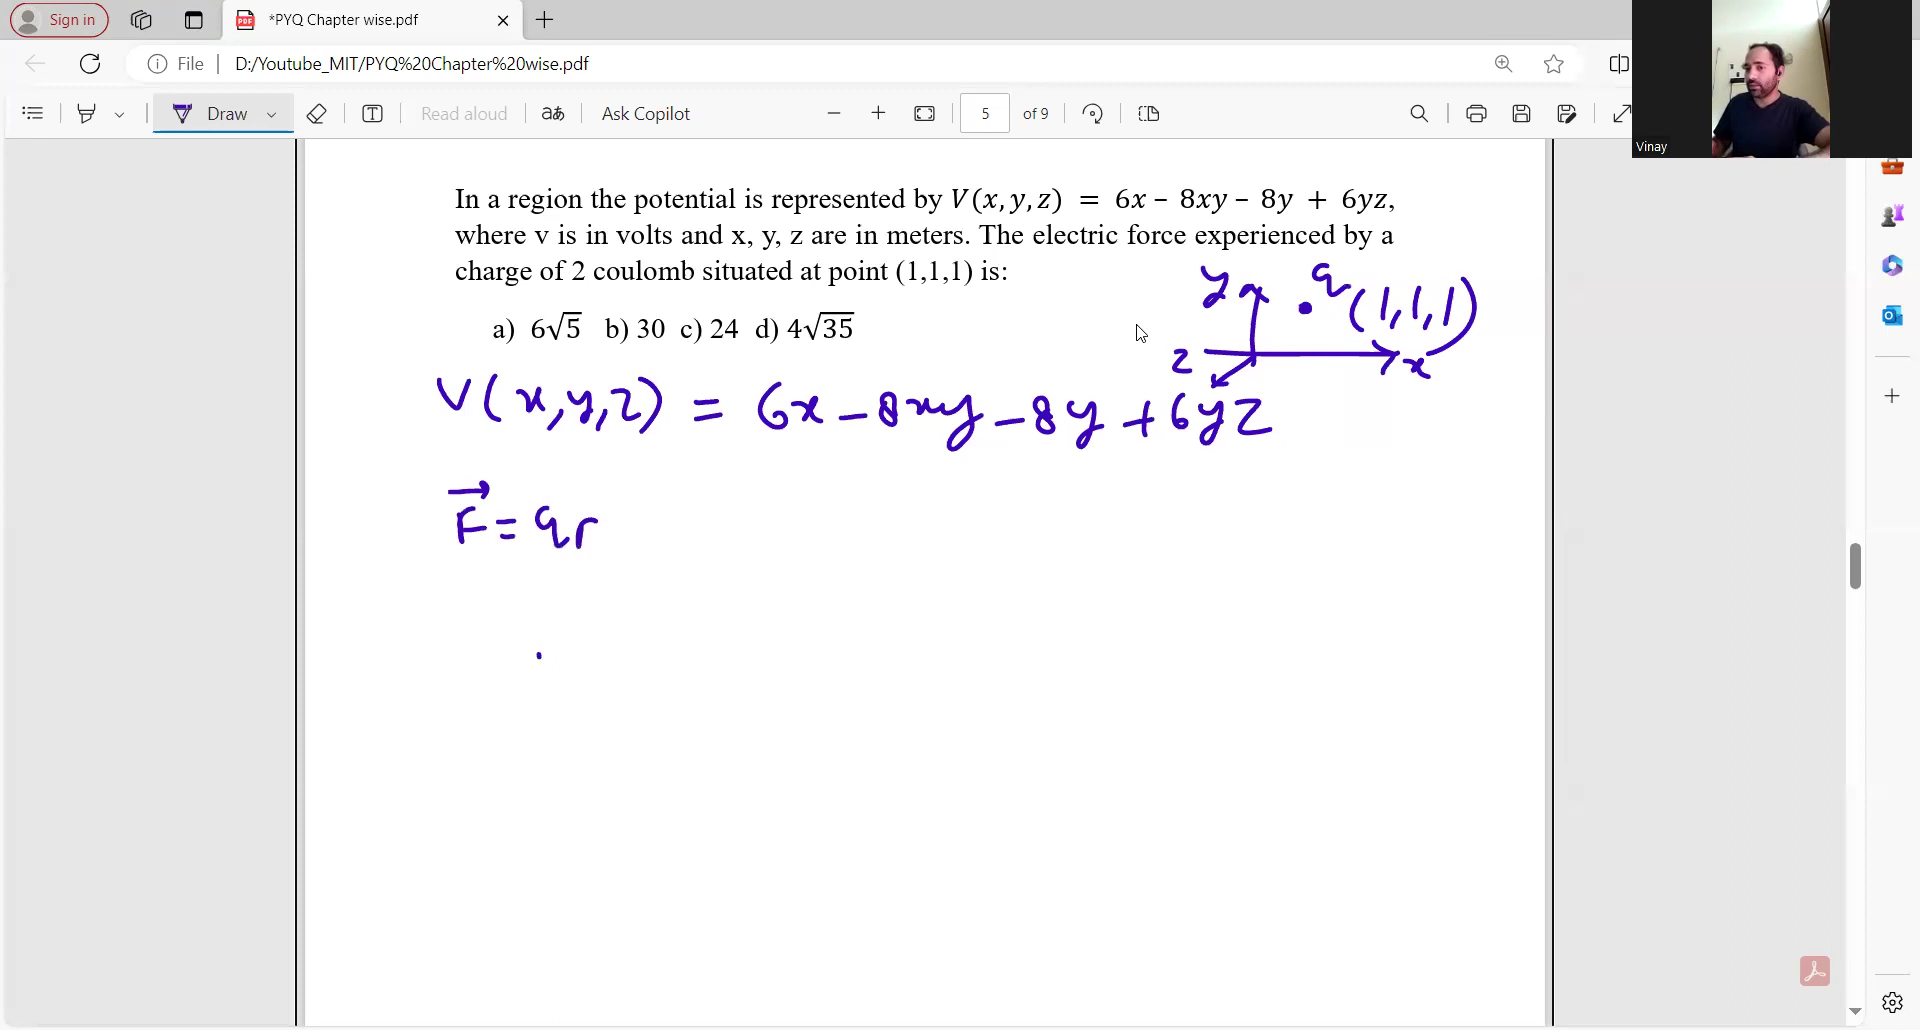 Sign in
*PYQ Chapter wise.pdf
File | D:/Youtube_MIT/PYQ%20Chapter%20wise.pdf
Draw
Read aloud
aあ
Ask Copilot
5 of 9
Vinay
In a region the potential is represented by V(x,y,z) = 6x – 8xy – 8y + 6yz,
where v is in volts and x, y, z are in meters. The electric force experienced by a
charge of 2 coulomb situated at point (1,1,1) is:
a) 6√5 b) 30 c) 24 d) 4√35
y q (1,1,1)
z x
V(x,y,z) = 6x – 8xy – 8y + 6yz
F⃗ = q